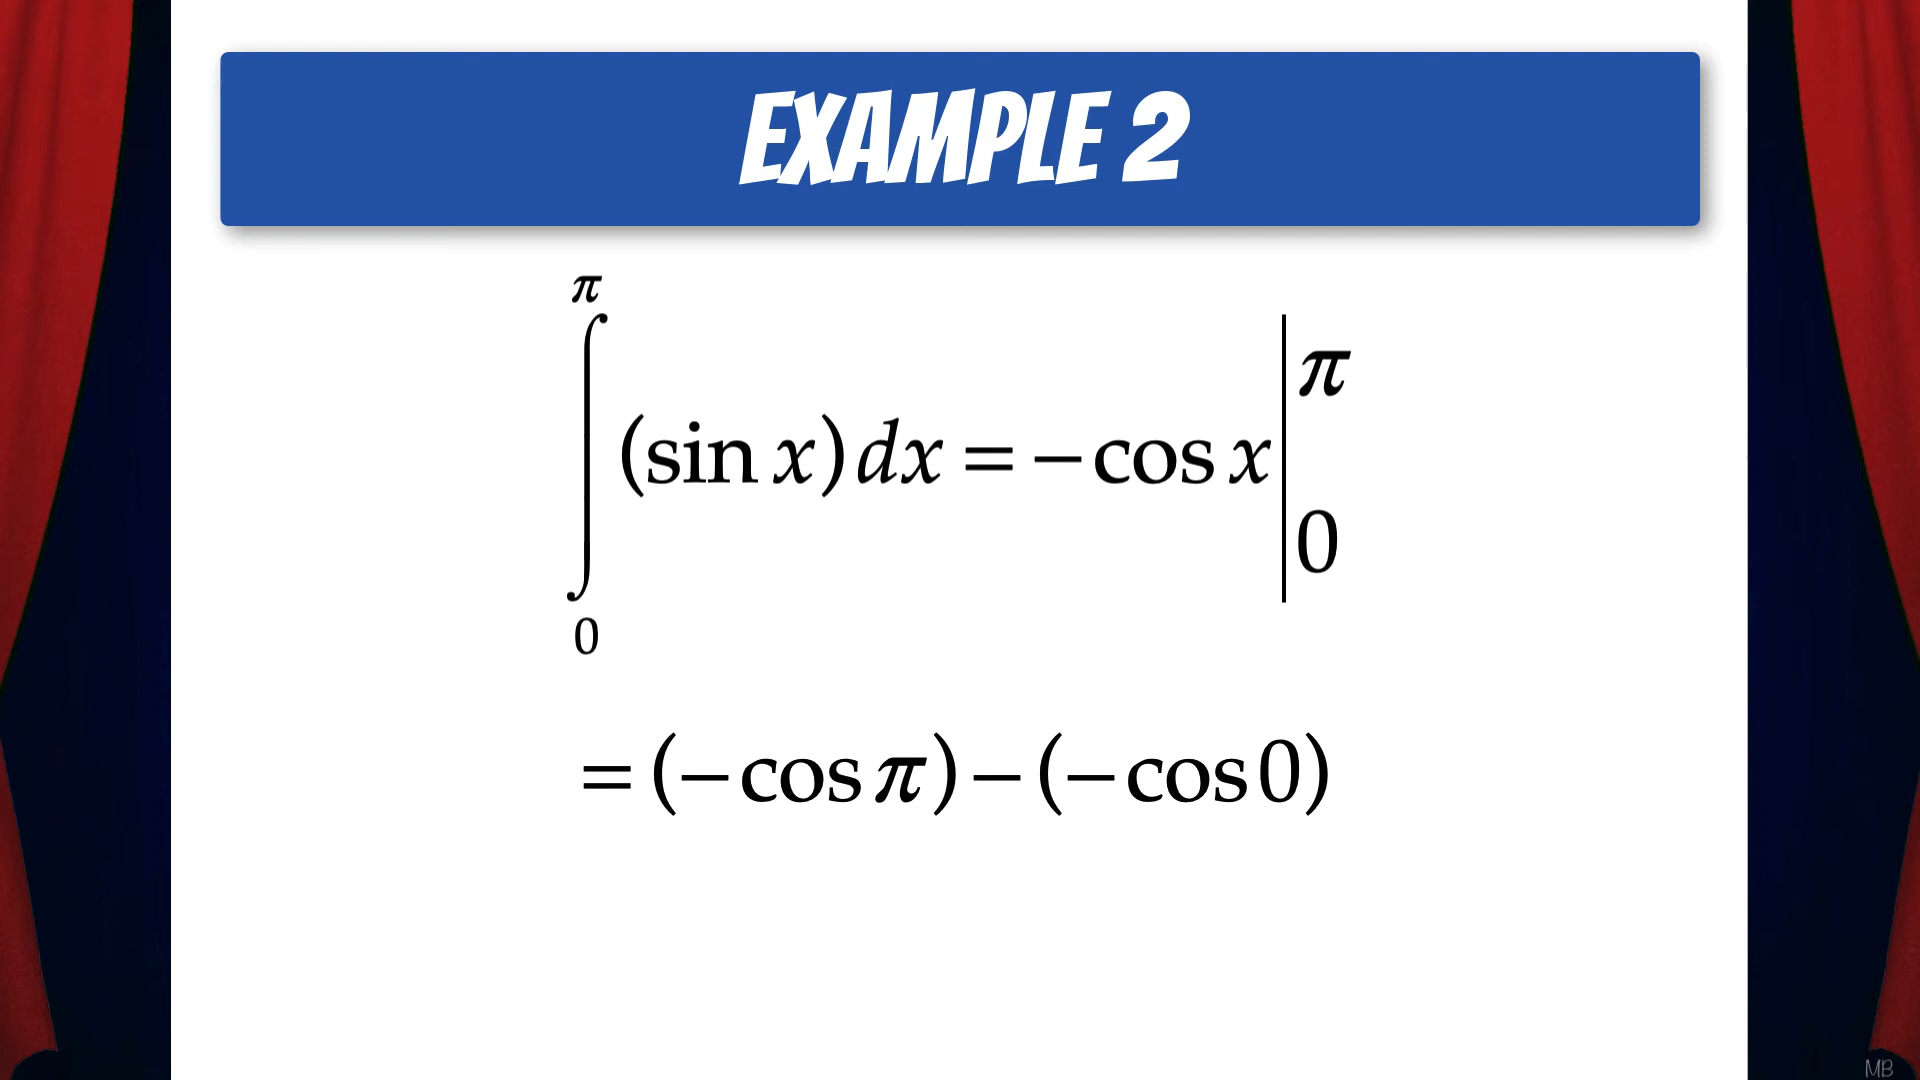 EXAMPLE 2
π
∫ (sin x) dx = −cos x | π
0
0
= (−cos π) − (−cos 0)
MB